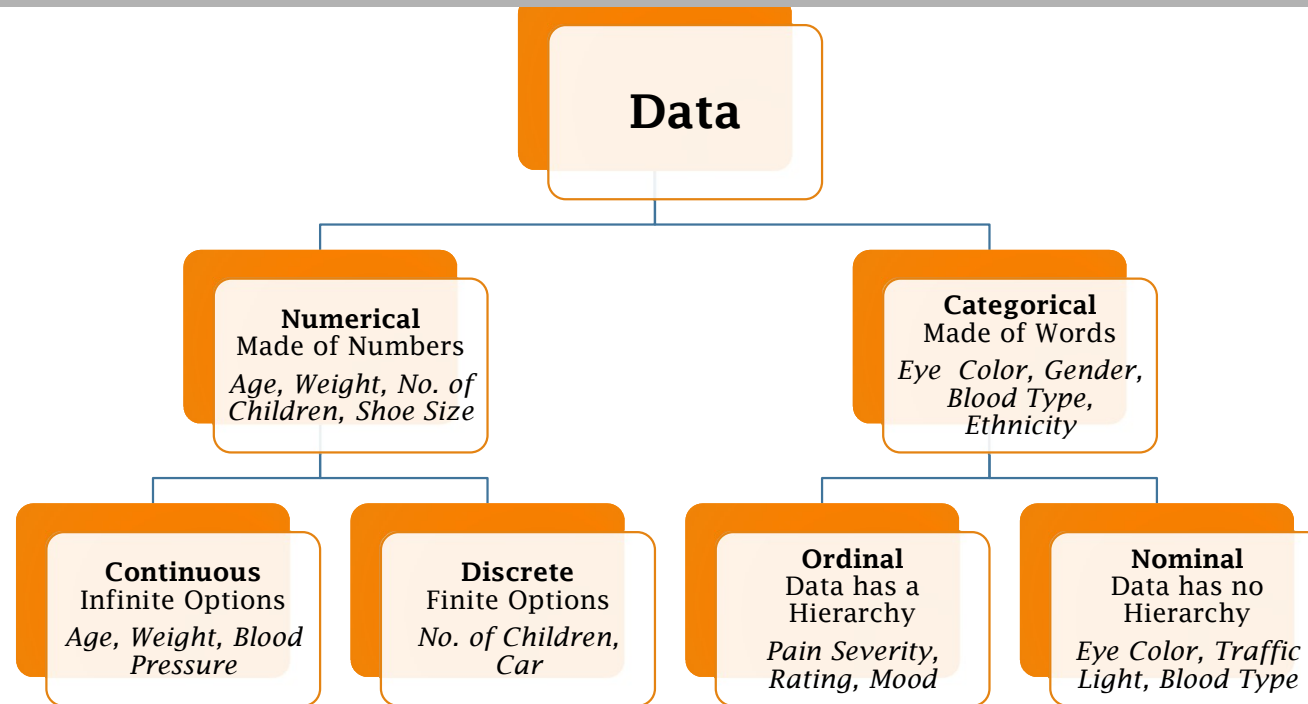 Data
Numerical
Made of Numbers
Age, Weight, No. of
Children, Shoe Size
Categorical
Made of Words
Eye Color, Gender,
Blood Type,
Ethnicity
Continuous
Infinite Options
Age, Weight, Blood
Pressure
Discrete
Finite Options
No. of Children,
Car
Ordinal
Data has a
Hierarchy
Pain Severity,
Rating, Mood
Nominal
Data has no
Hierarchy
Eye Color, Traffic
Light, Blood Type